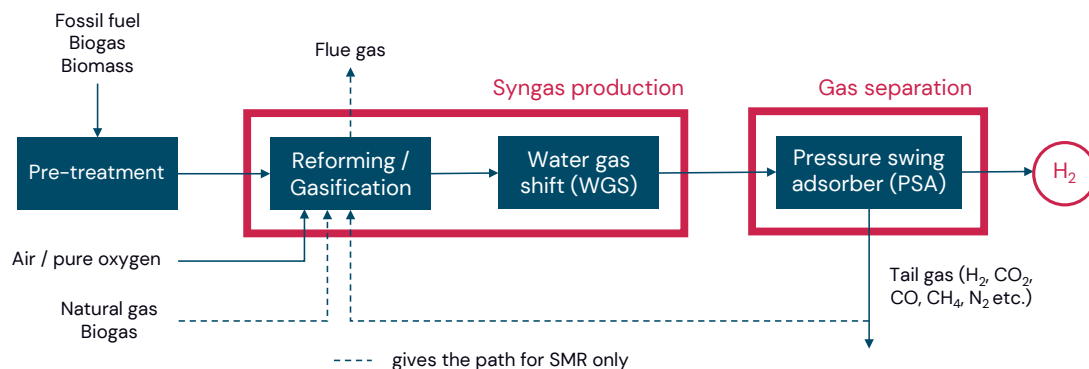 Fossil fuel
Biogas
Biomass
Flue gas
Syngas production
Gas separation
Pre-treatment
Reforming /
Gasification
Water gas
shift (WGS)
Pressure swing
adsorber (PSA)
H₂
Air / pure oxygen
Tail gas (H₂, CO₂,
CO, CH₄, N₂ etc.)
Natural gas
Biogas
gives the path for SMR only